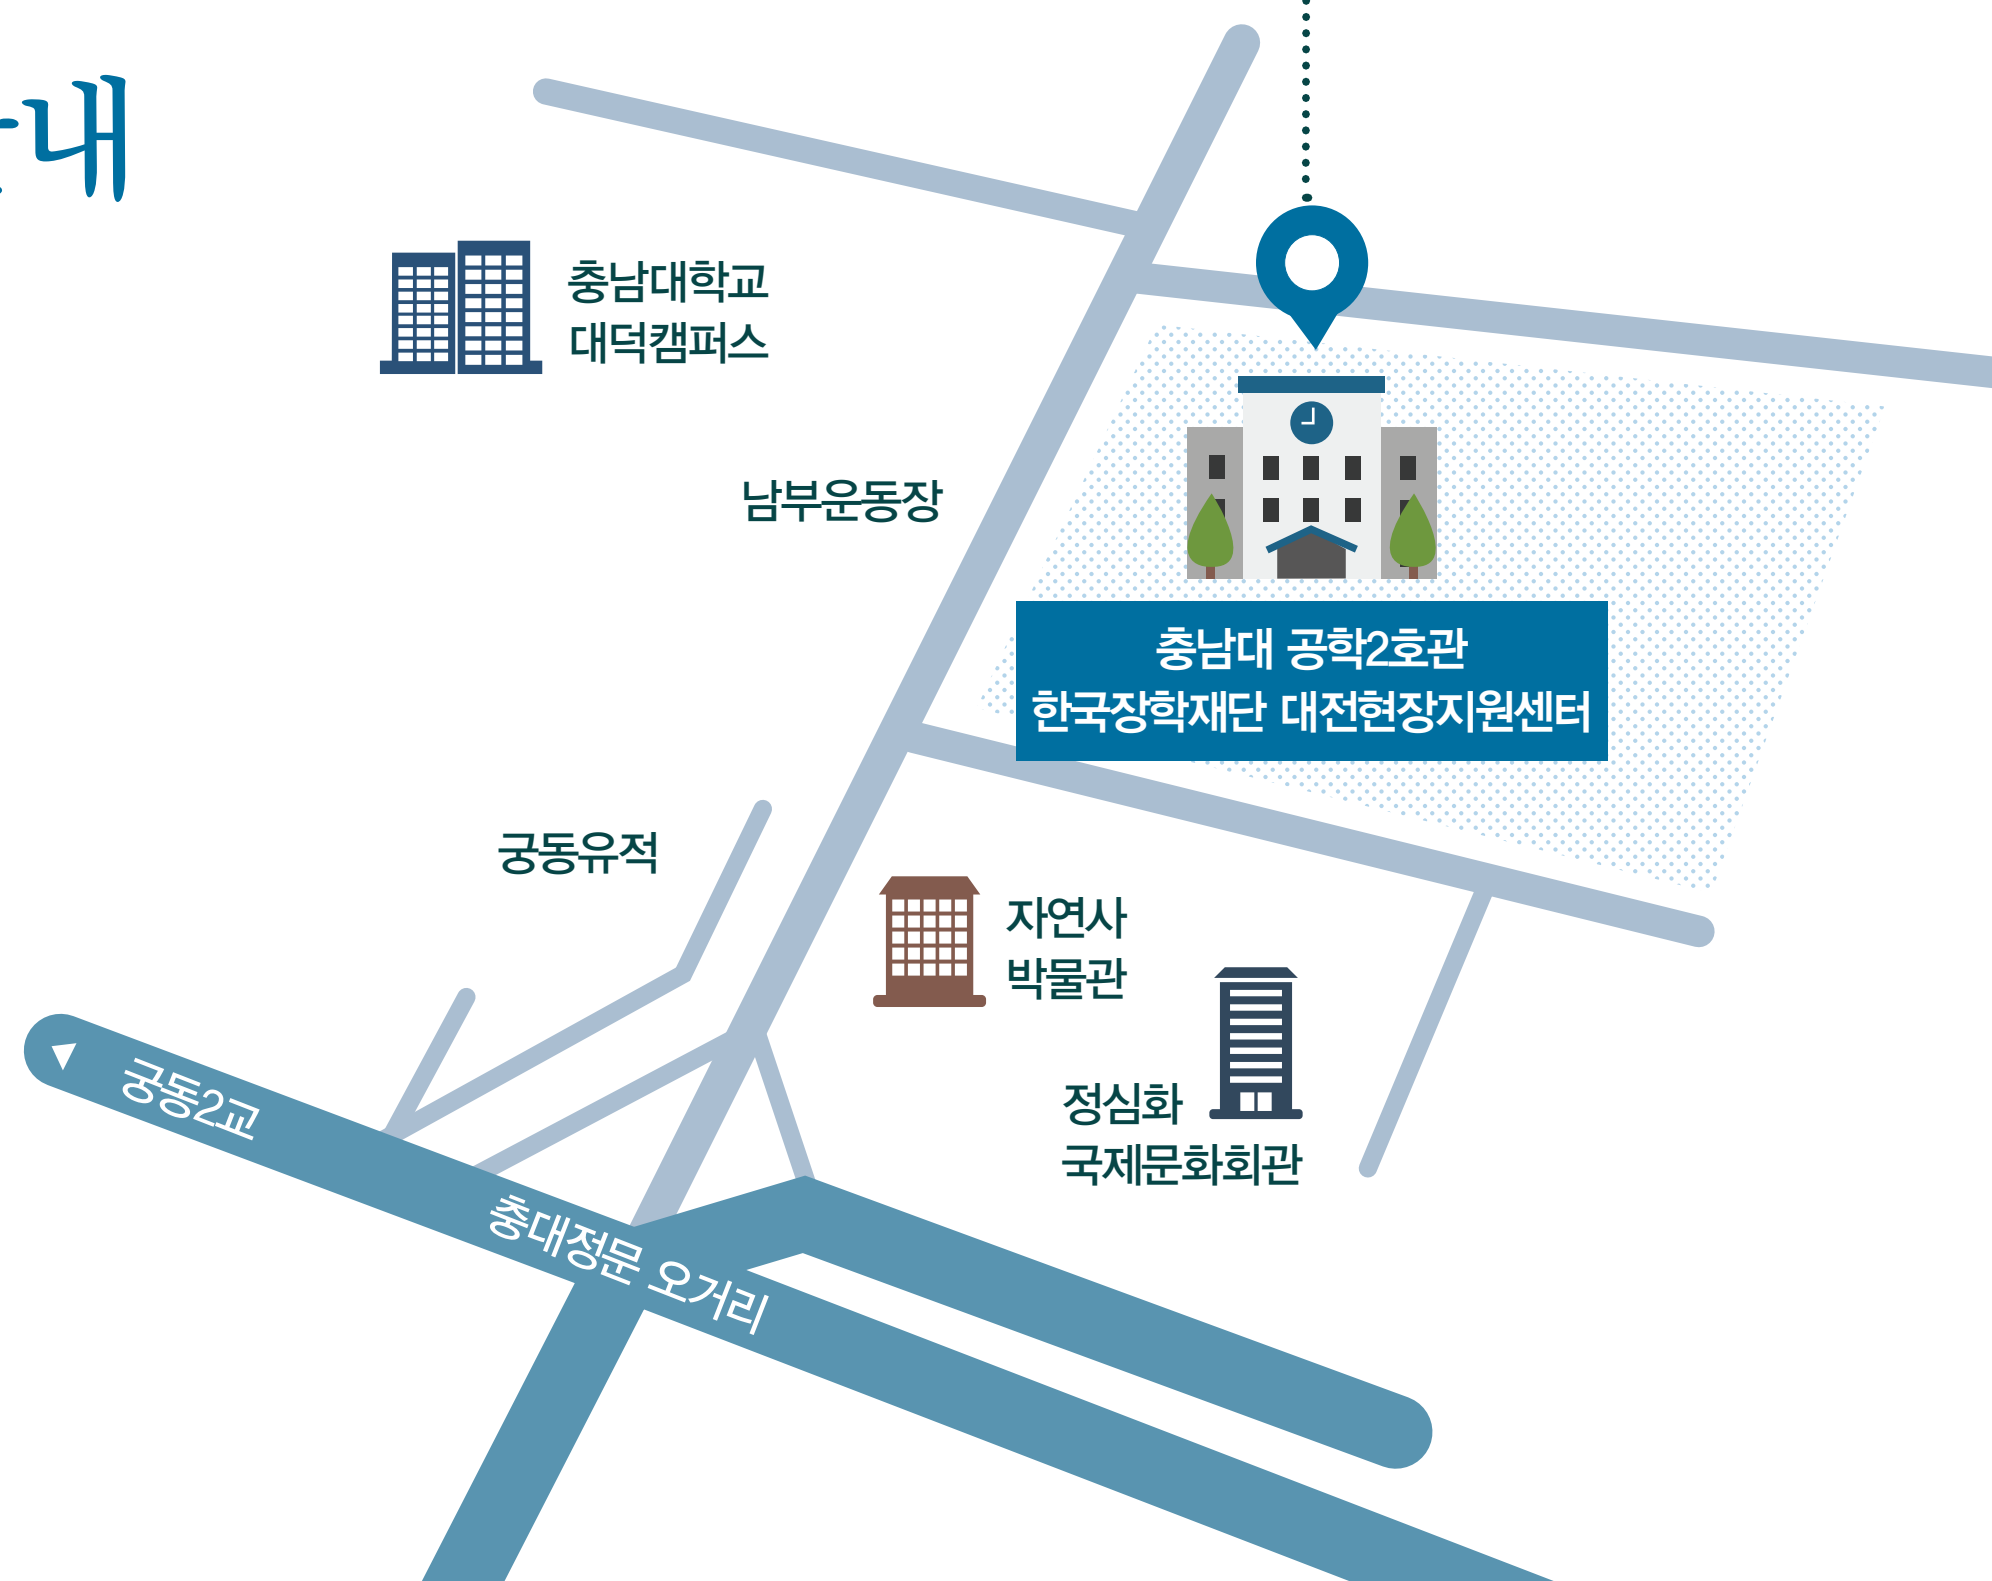 내
충남대학교
대덕캠퍼스
남부운동장
충남대 공학2호관
한국장학재단 대전현장지원센터
궁동유적
자연사
박물관
정심화
국제문화회관
궁동2교
충대정문 오거리